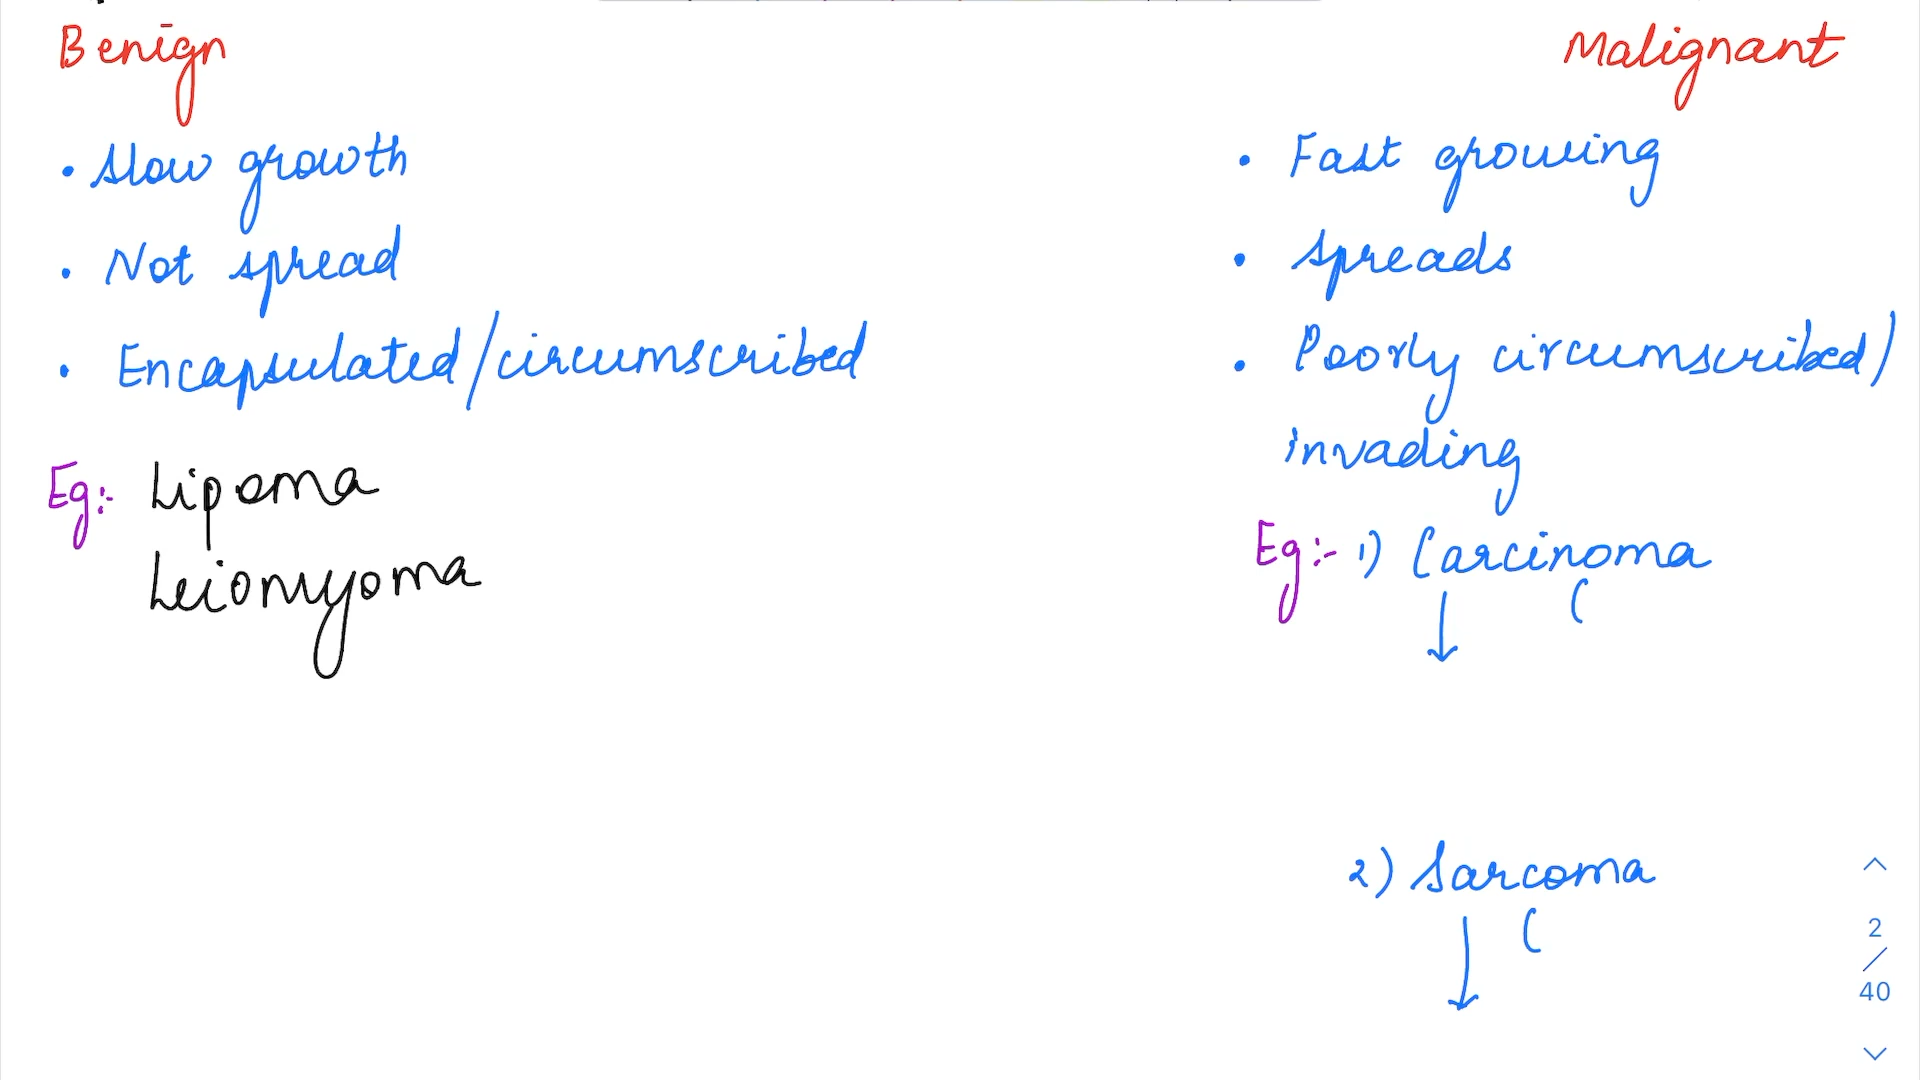 Benign
• Slow growth
• Not spread
• Encapsulated/circumscribed
Eg:- Lipoma
Leiomyoma
Malignant
• Fast growing
• Spreads
• Poorly circumscribed/
invading
Eg:- 1) Carcinoma
(
↓
2) Sarcoma
(
↓
2
/
40